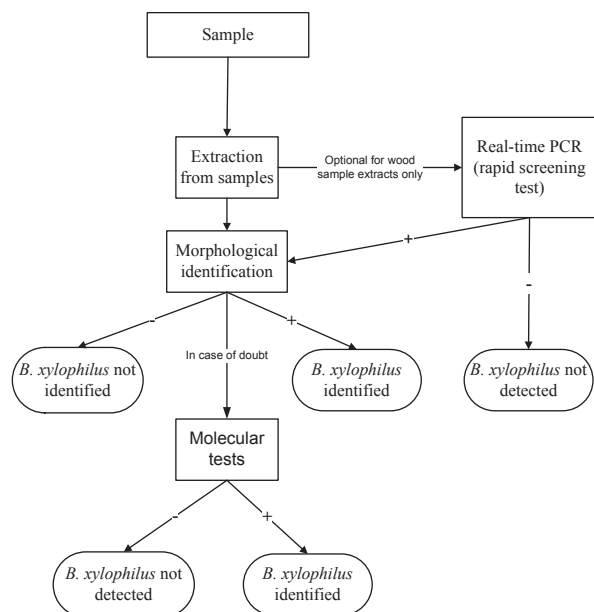 Sample
Extraction
from samples
Optional for wood
sample extracts only
Real-time PCR
(rapid screening
test)
Morphological
identification
+
-
-
+
In case of doubt
B. xylophilus not
identified
B. xylophilus
identified
B. xylophilus not
detected
Molecular
tests
-
+
B. xylophilus not
detected
B. xylophilus
identified